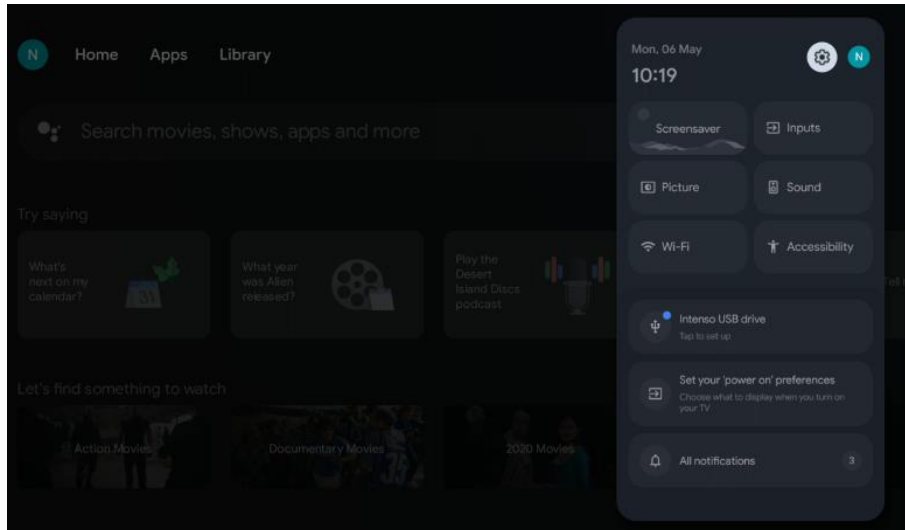 N Home Apps Library
Search movies, shows, apps and more
Try saying
What's
next on my
calendar?
31
What year
was Alien
released?
Play the
Desert
Island Discs
podcast
Let's find something to watch
Action Movies
Documentary Movies
2020 Movies
Mon, 06 May
10:19
N
Screensaver
Inputs
Picture
Sound
Wi-Fi
Accessibility
Intenso USB drive
Tap to set up
Set your 'power on' preferences
Choose what to display when you turn on
your TV
All notifications 3